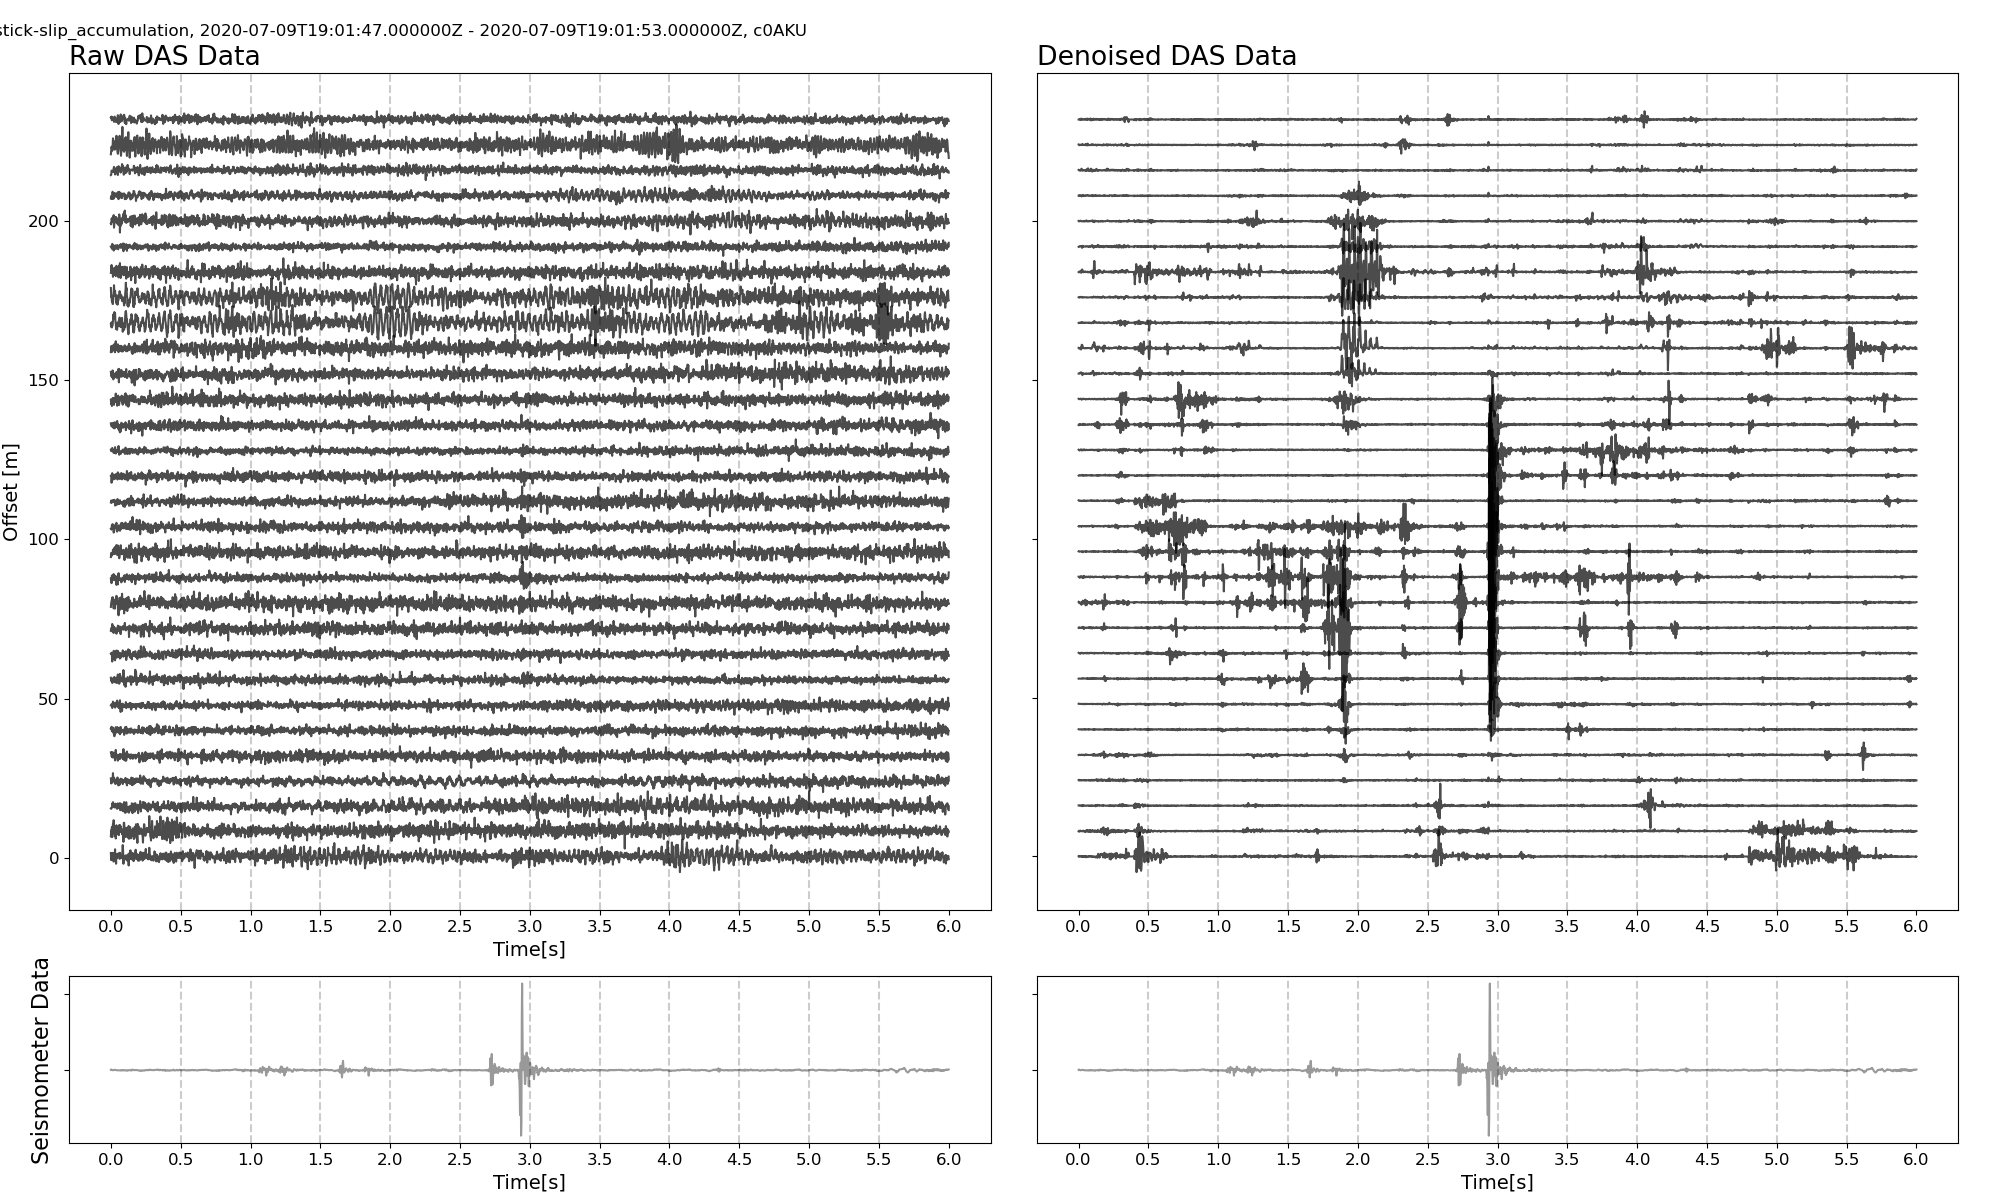 stick-slip_accumulation, 2020-07-09T19:01:47.000000Z - 2020-07-09T19:01:53.000000Z, c0AKU
Raw DAS Data
Denoised DAS Data
Offset [m]
200
150
100
50
0
0.0 0.5 1.0 1.5 2.0 2.5 3.0 3.5 4.0 4.5 5.0 5.5 6.0
Time[s]
0.0 0.5 1.0 1.5 2.0 2.5 3.0 3.5 4.0 4.5 5.0 5.5 6.0
Seismometer Data
0.0 0.5 1.0 1.5 2.0 2.5 3.0 3.5 4.0 4.5 5.0 5.5 6.0
Time[s]
0.0 0.5 1.0 1.5 2.0 2.5 3.0 3.5 4.0 4.5 5.0 5.5 6.0
Time[s]